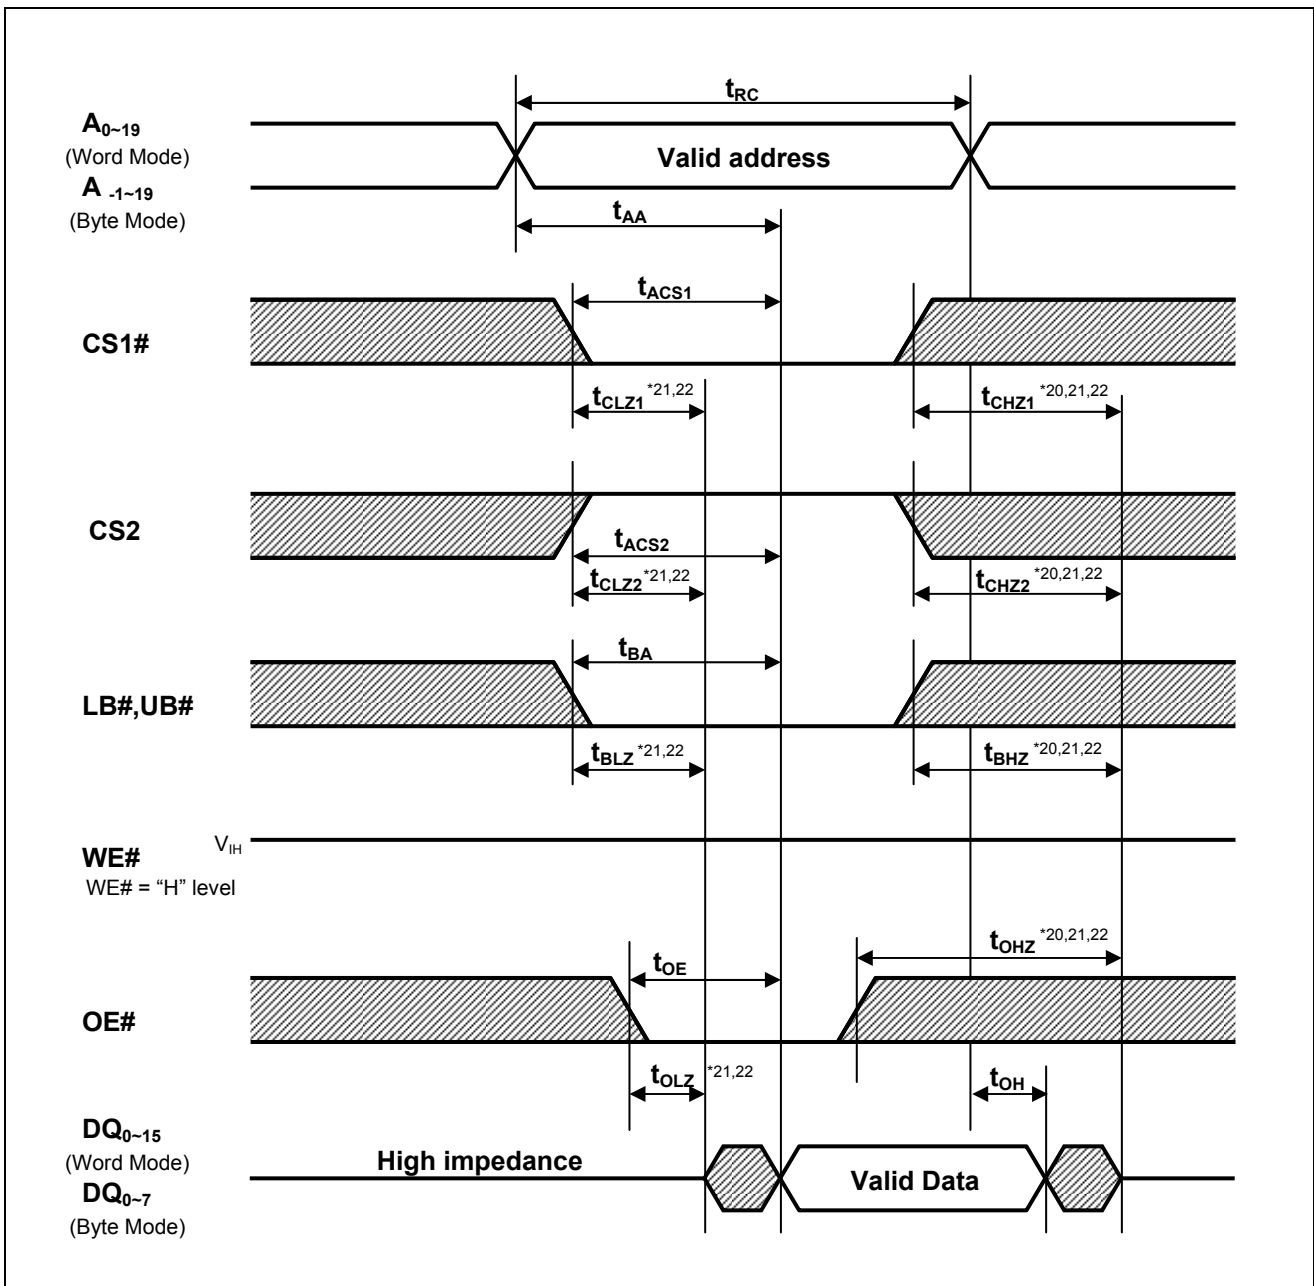 tRC
A0~19
(Word Mode)
Valid address
A -1~19
(Byte Mode)
tAA
tACS1
CS1#
tCLZ1 *21,22
tCHZ1 *20,21,22
CS2
tACS2
tCLZ2 *21,22
tCHZ2 *20,21,22
tBA
LB#,UB#
tBLZ *21,22
tBHZ *20,21,22
VIH
WE#
WE# = “H” level
tOHZ *20,21,22
tOE
OE#
tOLZ *21,22
tOH
DQ0~15
(Word Mode)
High impedance
Valid Data
DQ0~7
(Byte Mode)